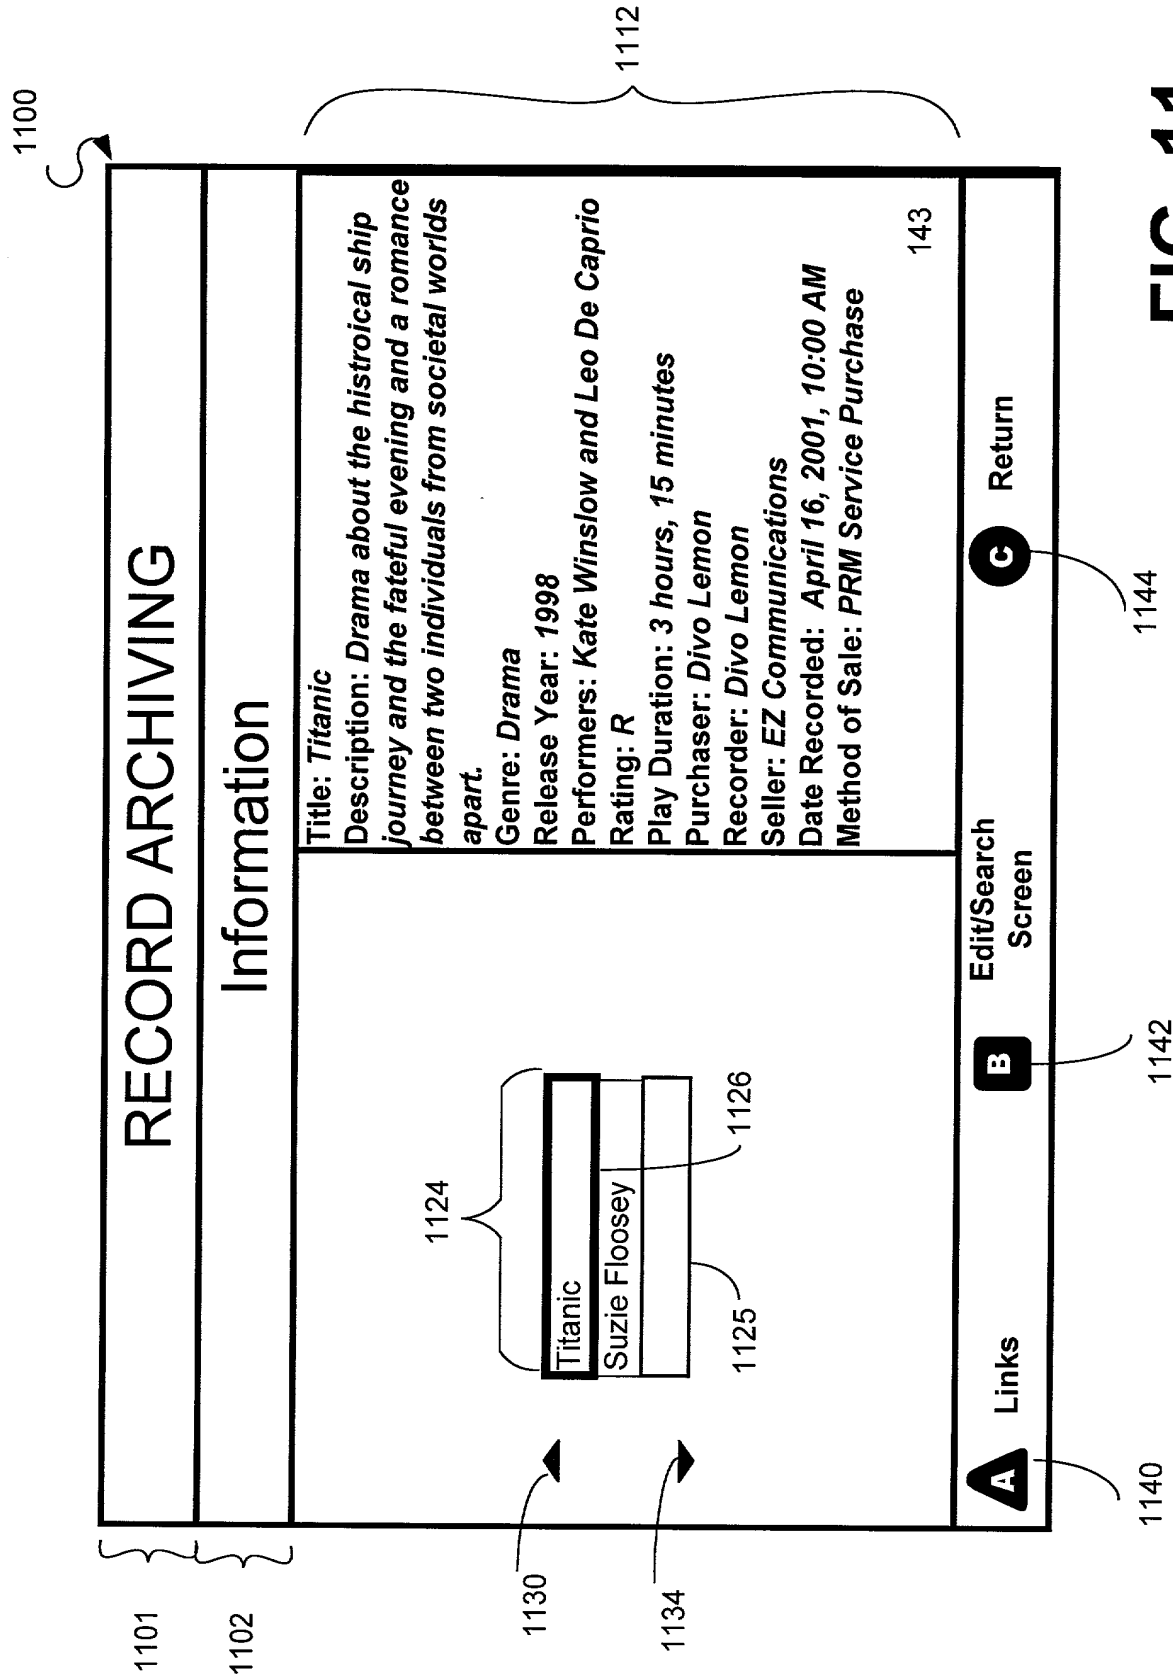 1100
1101
RECORD ARCHIVING
1102
Information
Title: Titanic
Description: Drama about the histroical ship
journey and the fateful evening and a romance
between two individuals from societal worlds
apart.
Genre: Drama
Release Year: 1998
Performers: Kate Winslow and Leo De Caprio
Rating: R
Play Duration: 3 hours, 15 minutes
Purchaser: Divo Lemon
Recorder: Divo Lemon
Seller: EZ Communications
Date Recorded: April 16, 2001, 10:00 AM
Method of Sale: PRM Service Purchase
143
1112
1124
Titanic
Suzie Floosey
1126
1125
1130
1134
A Links
B Edit/Search
Screen
C Return
1140
1142
1144